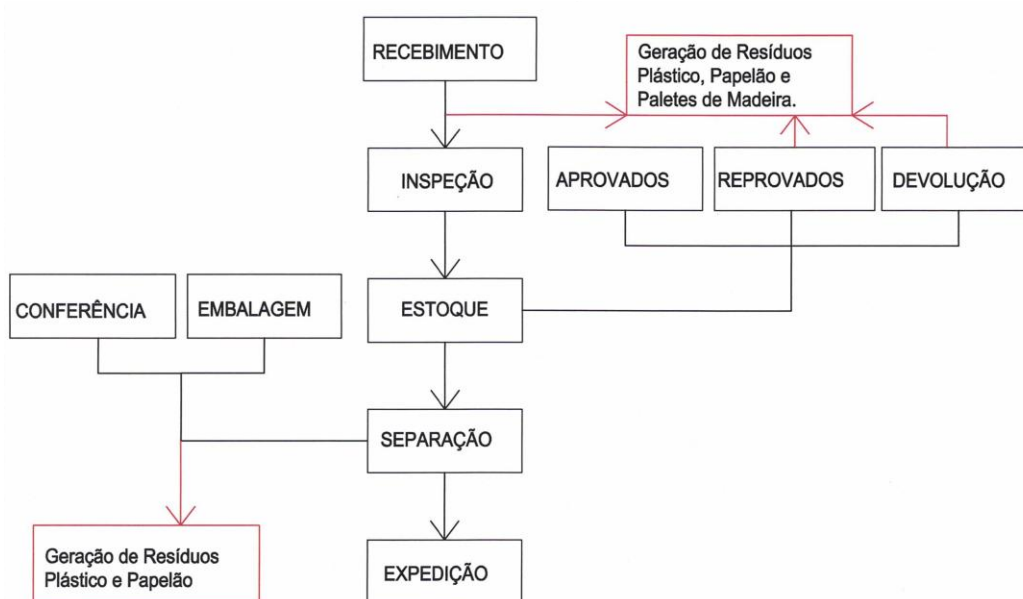 RECEBIMENTO
Geração de Resíduos
Plástico, Papelão e
Paletes de Madeira.
INSPEÇÃO
APROVADOS
REPROVADOS
DEVOLUÇÃO
CONFERÊNCIA
EMBALAGEM
ESTOQUE
SEPARAÇÃO
Geração de Resíduos
Plástico e Papelão
EXPEDIÇÃO